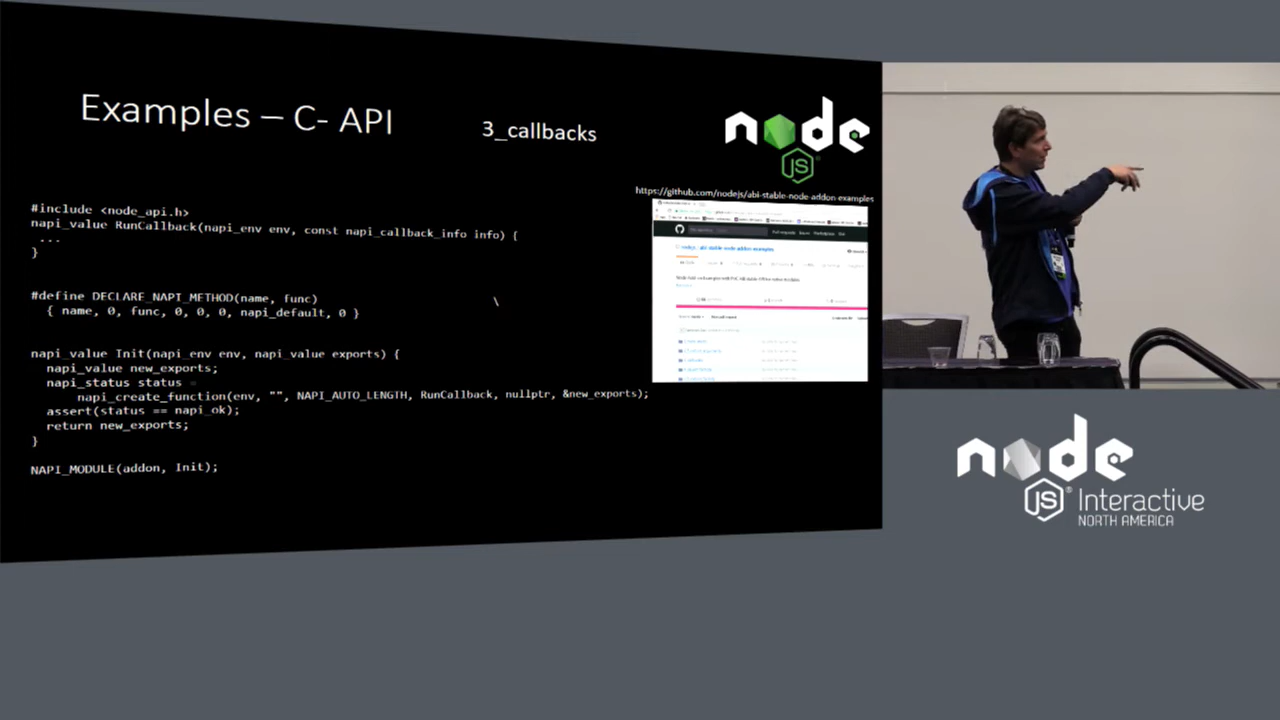 Examples – C- API
3_callbacks
node
JS
https://github.com/nodejs/abi-stable-node-addon-examples
#include <node_api.h>
napi_value RunCallback(napi_env env, const napi_callback_info info) {
...
}
#define DECLARE_NAPI_METHOD(name, func) \
{ name, 0, func, 0, 0, 0, napi_default, 0 }
napi_value Init(napi_env env, napi_value exports) {
napi_value new_exports;
napi_status status =
napi_create_function(env, "", NAPI_AUTO_LENGTH, RunCallback, nullptr, &new_exports);
assert(status == napi_ok);
return new_exports;
}
NAPI_MODULE(addon, Init);
node
JS
Interactive
NORTH AMERICA